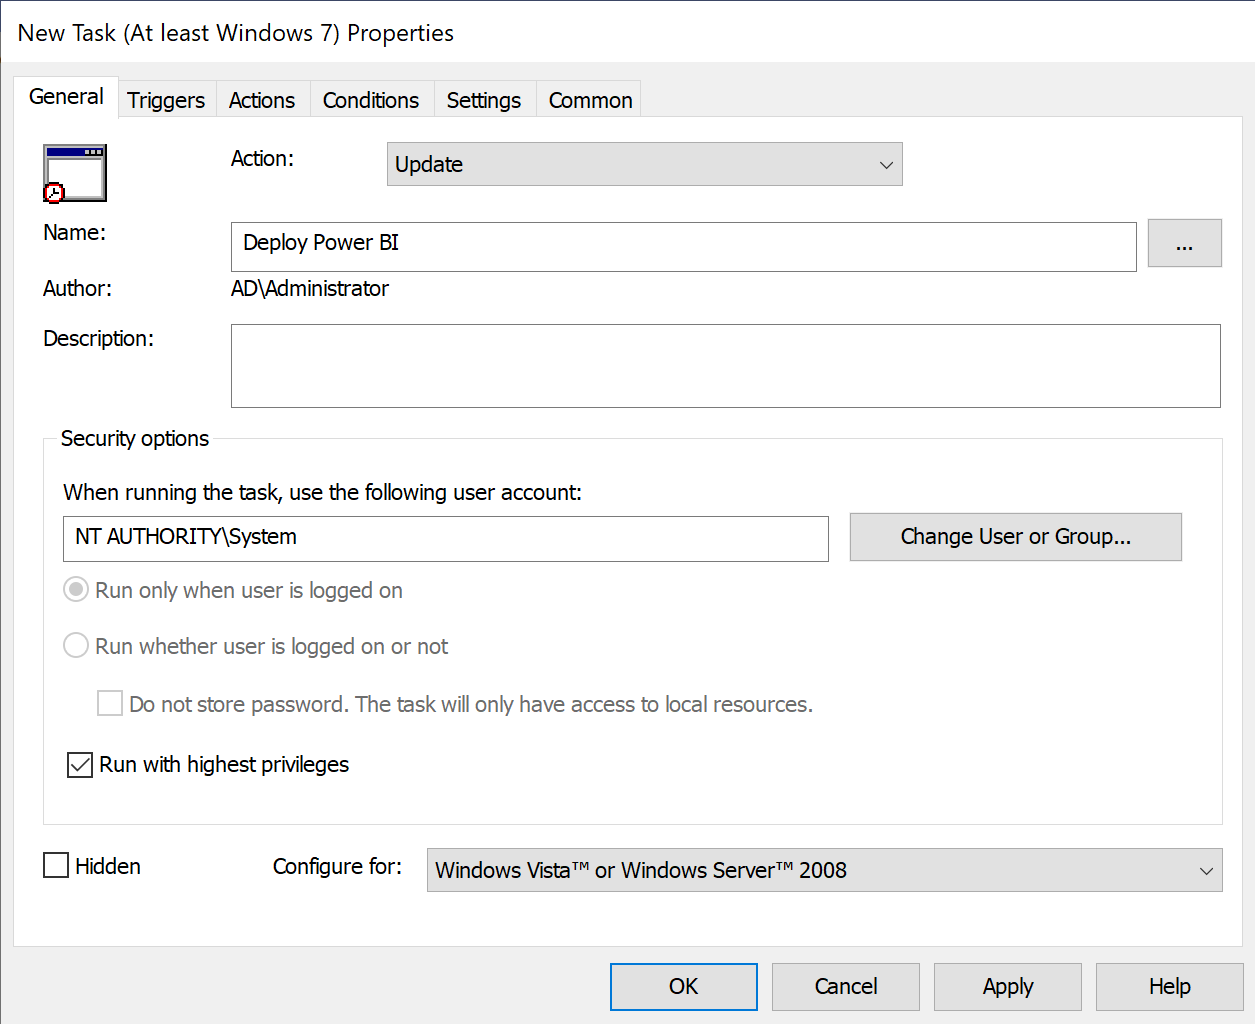 New Task (At least Windows 7) Properties
General Triggers Actions Conditions Settings Common
Action: Update
Name: Deploy Power BI ...
Author: AD\Administrator
Description:
Security options
When running the task, use the following user account:
NT AUTHORITY\System Change User or Group...
Run only when user is logged on
Run whether user is logged on or not
Do not store password. The task will only have access to local resources.
Run with highest privileges
Hidden Configure for: Windows Vista™ or Windows Server™ 2008
OK Cancel Apply Help